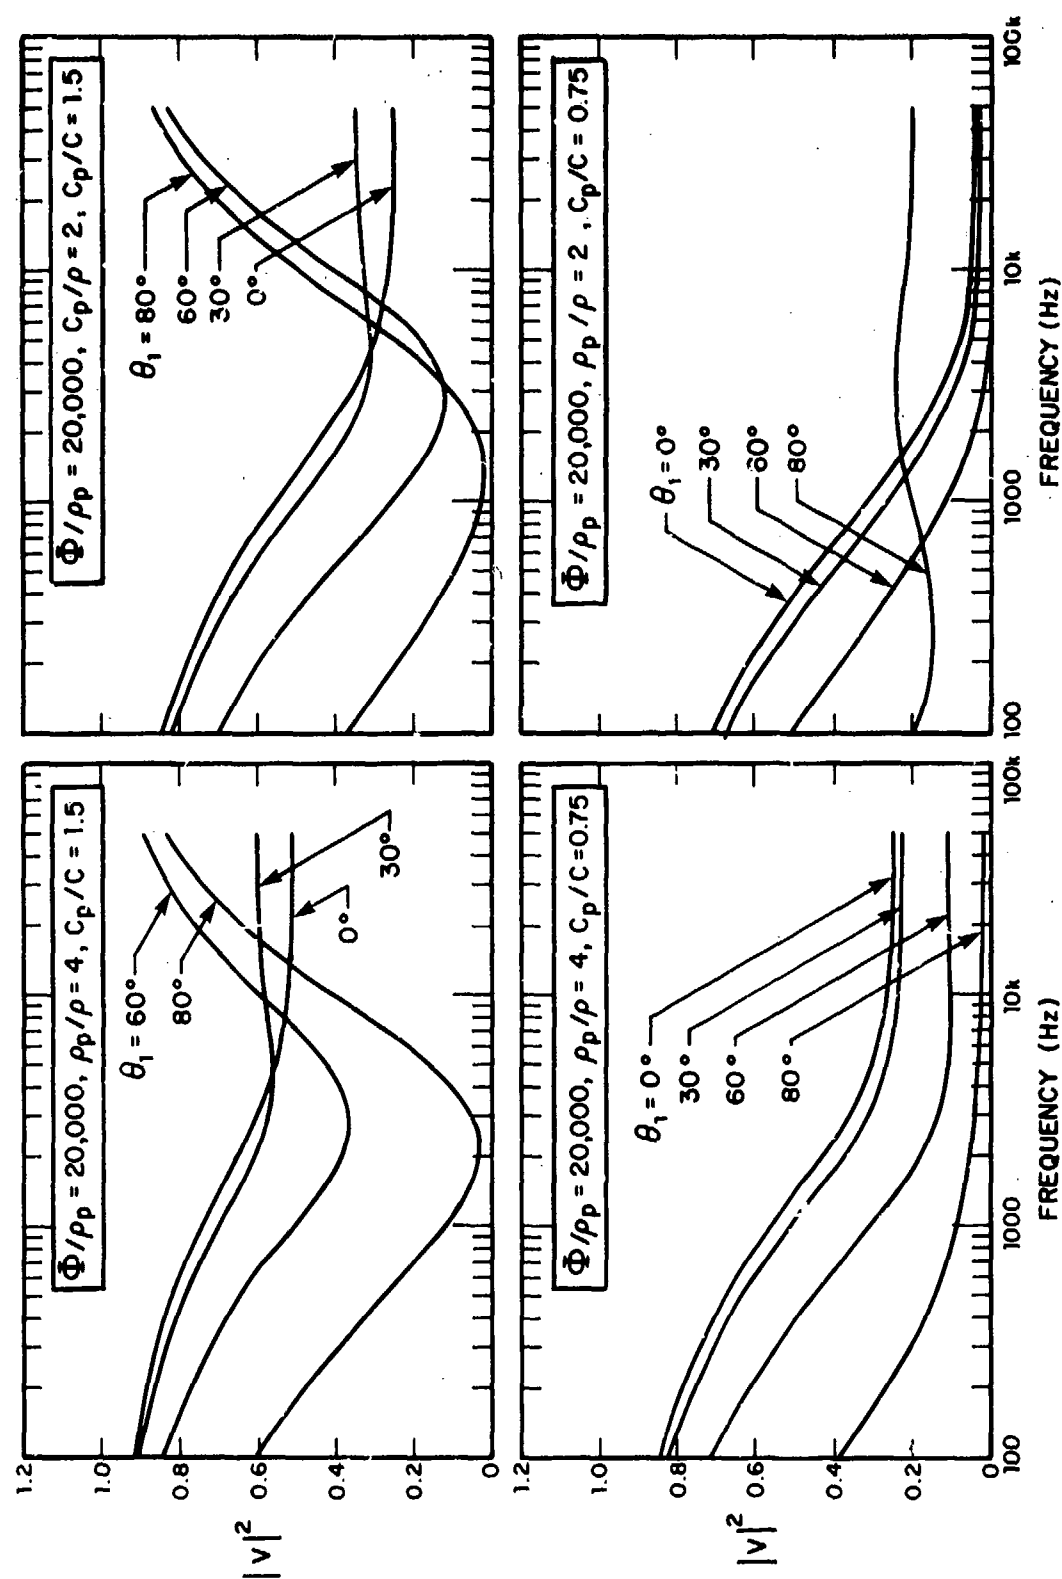 Φ/ρp = 20,000, ρp/ρ = 4, Cp/C = 1.5
θ1 = 60°
80°
30°
0°
1.2
1.0
0.8
0.6
0.4
0.2
0
|V|²
Φ/ρp = 20,000, Cp/ρ = 2, Cp/C = 1.5
θ1 = 80°
60°
30°
0°
Φ/ρp = 20,000, ρp/ρ = 4, Cp/C = 0.75
θ1 = 0°
30°
60°
80°
1.2
1.0
0.8
0.6
0.4
0.2
0
|V|²
100
1000
10k
100k
FREQUENCY (Hz)
Φ/ρp = 20,000, ρp/ρ = 2, Cp/C = 0.75
θ1 = 0°
30°
60°
80°
100
1000
10k
100k
FREQUENCY (Hz)